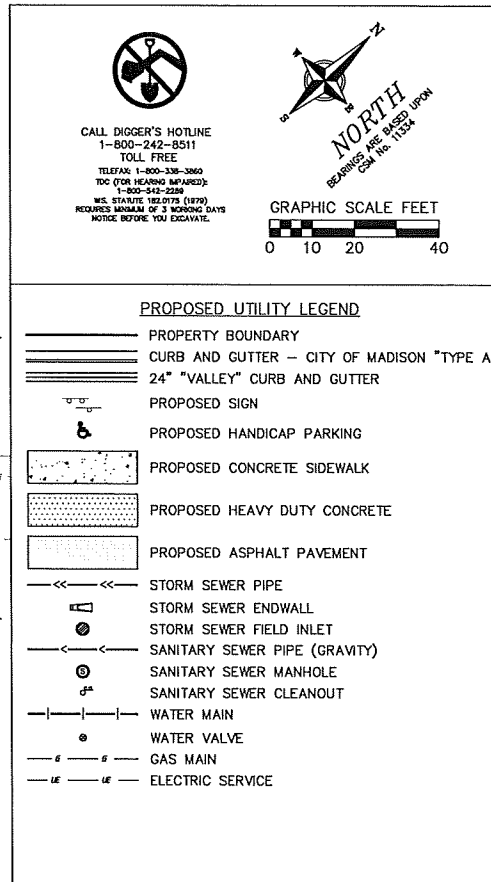 CALL DIGGER'S HOTLINE
1-800-242-8511
TOLL FREE
TELEFAX: 1-800-338-3860
TDC (FOR HEARING IMPAIRED):
1-800-542-2289
WS. STATUTE 182.0175 (1979)
REQUIRES MINIMUM OF 3 WORKING DAYS
NOTICE BEFORE YOU EXCAVATE.
N
W
E
S
NORTH
BEARINGS ARE BASED UPON
CSM No. 11334
GRAPHIC SCALE FEET
0 10 20 40
PROPOSED UTILITY LEGEND
PROPERTY BOUNDARY
CURB AND GUTTER – CITY OF MADISON "TYPE A
24" "VALLEY" CURB AND GUTTER
PROPOSED SIGN
PROPOSED HANDICAP PARKING
PROPOSED CONCRETE SIDEWALK
PROPOSED HEAVY DUTY CONCRETE
PROPOSED ASPHALT PAVEMENT
STORM SEWER PIPE
STORM SEWER ENDWALL
STORM SEWER FIELD INLET
SANITARY SEWER PIPE (GRAVITY)
S SANITARY SEWER MANHOLE
SANITARY SEWER CLEANOUT
WATER MAIN
WATER VALVE
G G GAS MAIN
UE UE ELECTRIC SERVICE